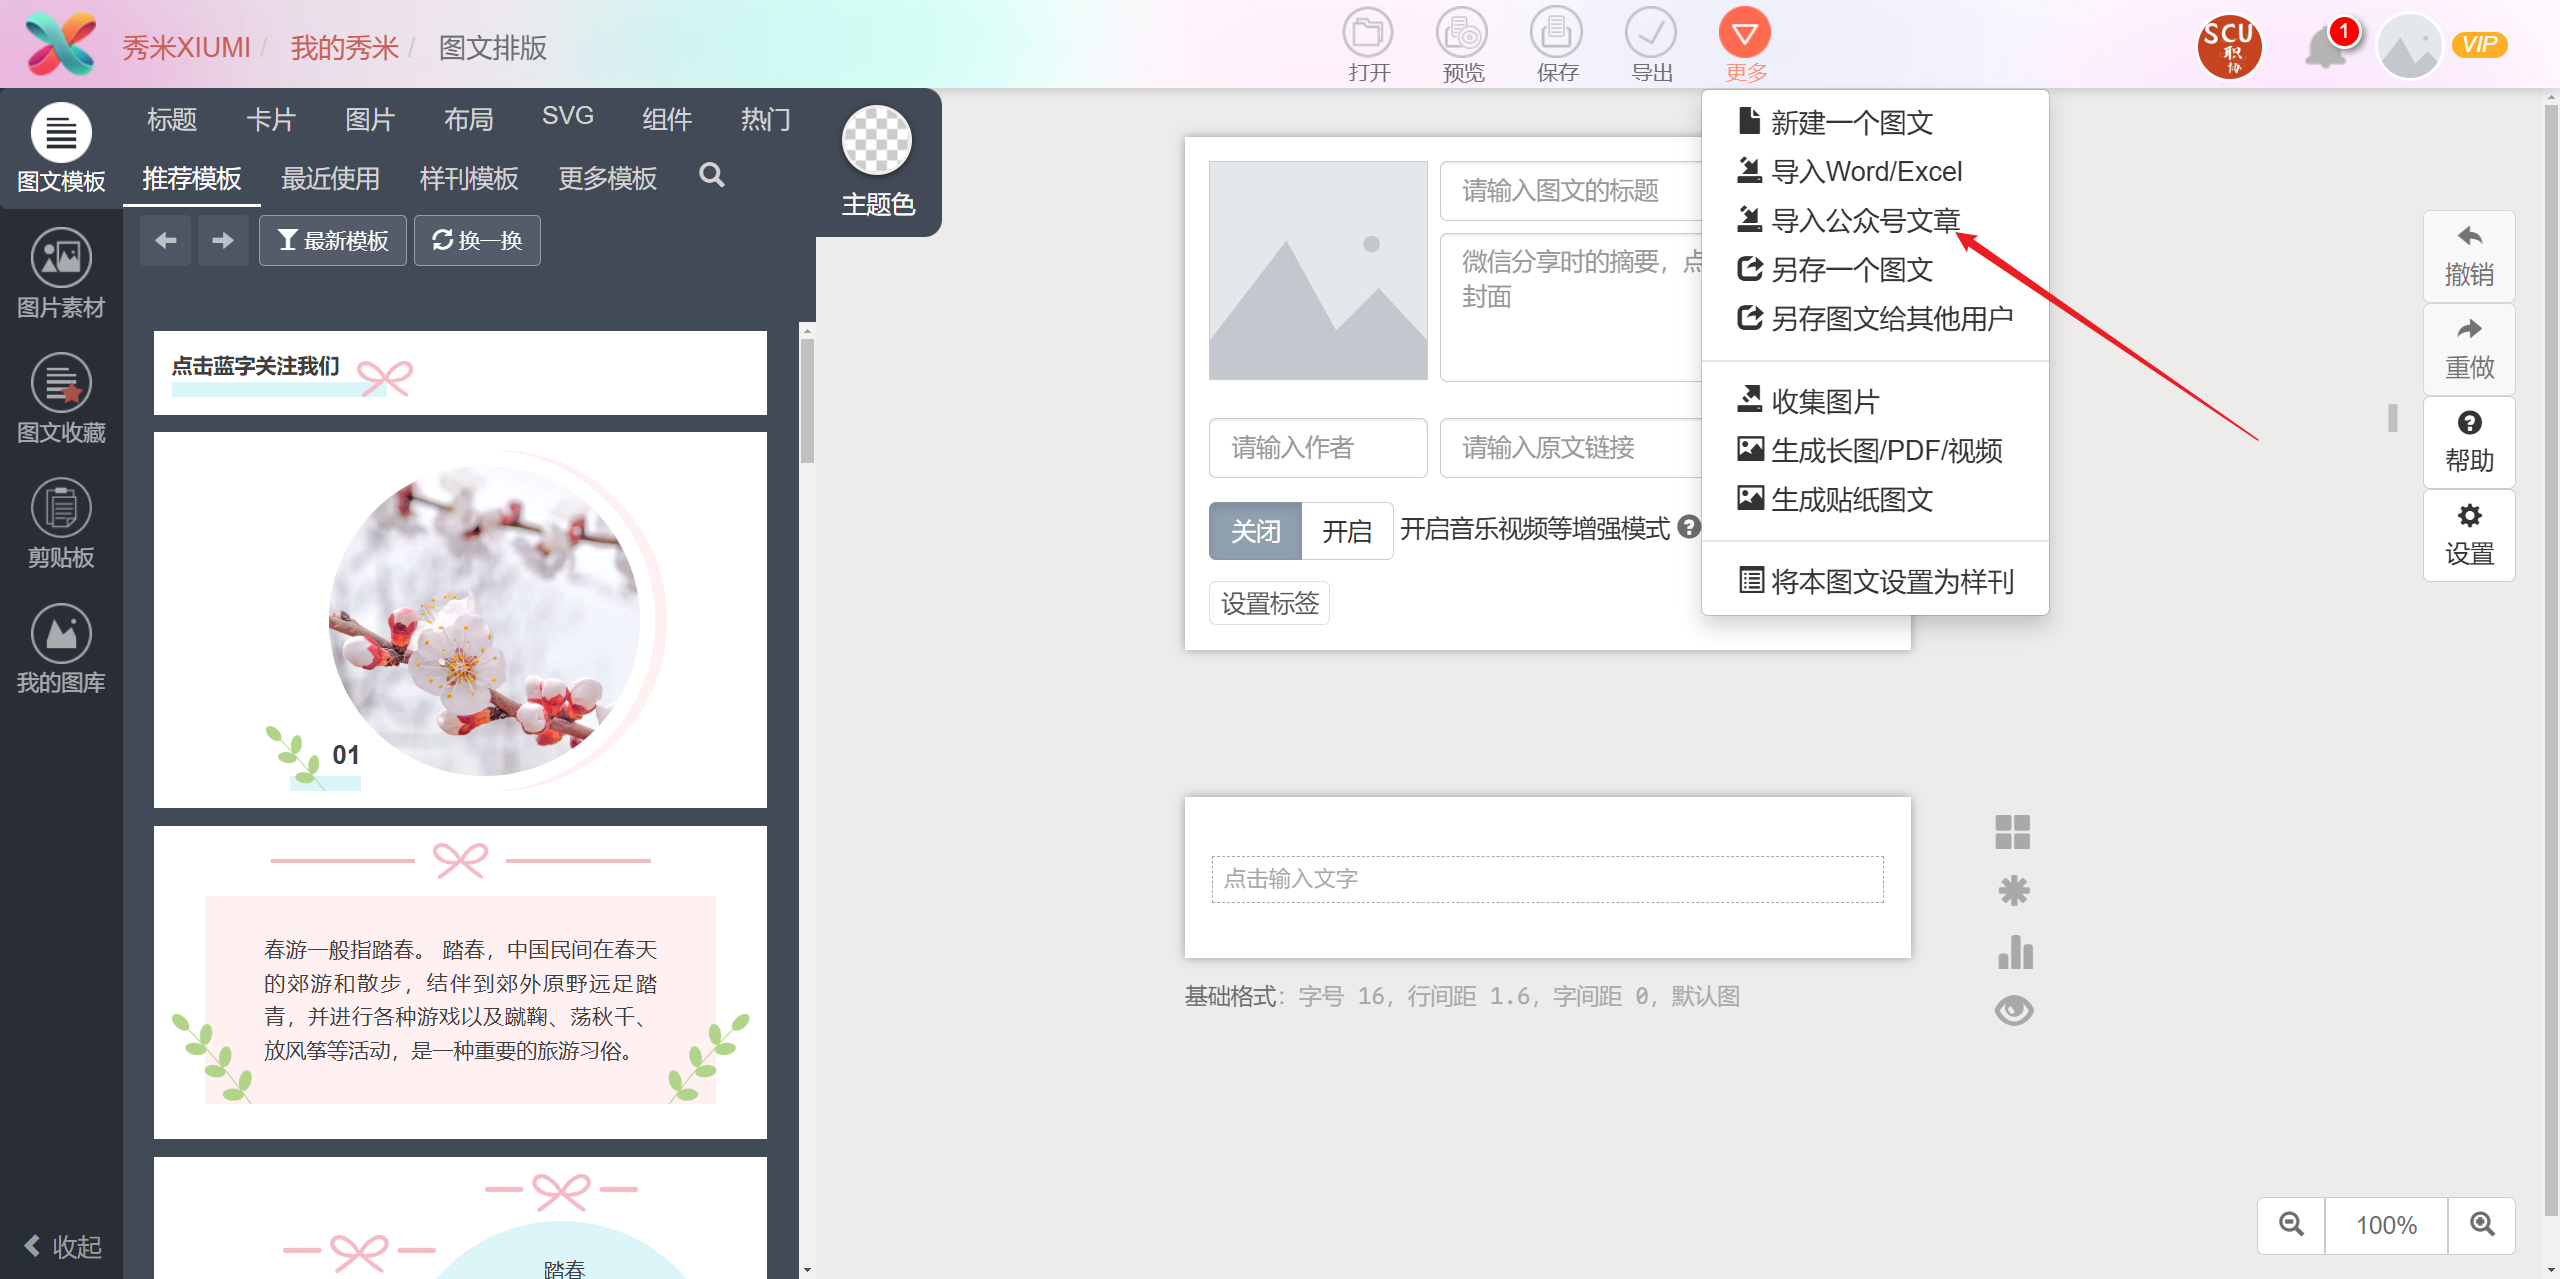 秀米XIUMI / 我的秀米 / 图文排版
打开 预览 保存 导出 更多
SCU
职
协
1
VIP
图文模板
图片素材
图文收藏
剪贴板
我的图库
收起
标题 卡片 图片 布局 SVG 组件 热门
推荐模板 最近使用 样刊模板 更多模板
主题色
最新模板 换一换
点击蓝字关注我们
01
春游一般指踏春。 踏春，中国民间在春天
的郊游和散步，结伴到郊外原野远足踏
青，并进行各种游戏以及蹴鞠、荡秋千、
放风筝等活动，是一种重要的旅游习俗。
踏春
请输入图文的标题
微信分享时的摘要，点
封面
请输入作者
请输入原文链接
关闭 开启 开启音乐视频等增强模式
设置标签
新建一个图文
导入Word/Excel
导入公众号文章
另存一个图文
另存图文给其他用户
收集图片
生成长图/PDF/视频
生成贴纸图文
将本图文设置为样刊
点击输入文字
基础格式：字号 16，行间距 1.6，字间距 0，默认图
撤销
重做
帮助
设置
100%